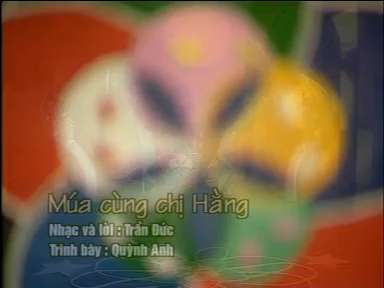 Múa cùng chị Hằng
Nhạc và lời : Trần Đức
Trình bày : Quỳnh Anh